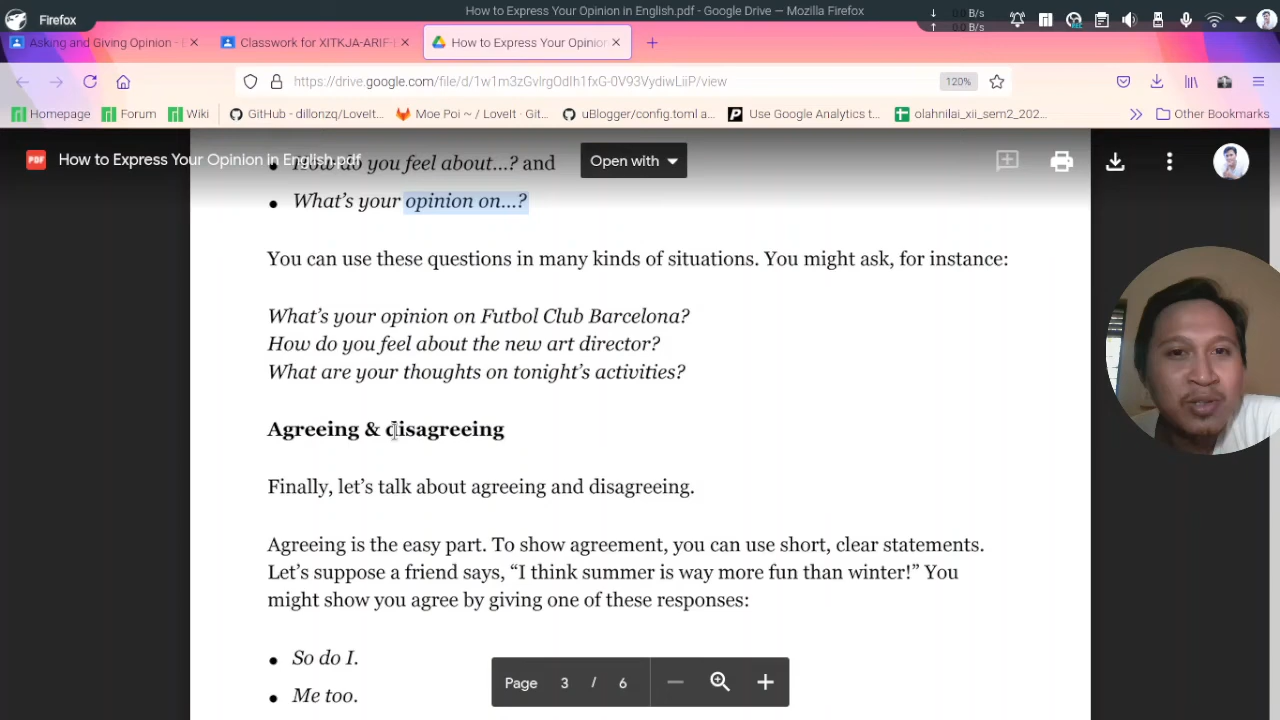 Firefox
How to Express Your Opinion in English.pdf - Google Drive — Mozilla Firefox
0.0 B/s
0.0 B/s
Asking and Giving Opinion - E
Classwork for XITKJA-ARIF-
How to Express Your Opinion
https://drive.google.com/file/d/1w1m3zGvlrgOdIh1fxG-0V93VydiwLiiP/view
120%
Homepage
Forum
Wiki
GitHub - dillonzq/LoveIt...
Moe Poi ~ / LoveIt · Git...
uBlogger/config.toml a...
Use Google Analytics t...
olahnilai_xii_sem2_202...
Other Bookmarks
PDF
How to Express Your Opinion in English.pdf
Open with
• How do you feel about...? and
• What's your opinion on...?
You can use these questions in many kinds of situations. You might ask, for instance:
What's your opinion on Futbol Club Barcelona?
How do you feel about the new art director?
What are your thoughts on tonight's activities?
Agreeing & disagreeing
Finally, let's talk about agreeing and disagreeing.
Agreeing is the easy part. To show agreement, you can use short, clear statements.
Let's suppose a friend says, “I think summer is way more fun than winter!” You
might show you agree by giving one of these responses:
• So do I.
• Me too.
Page 3 / 6